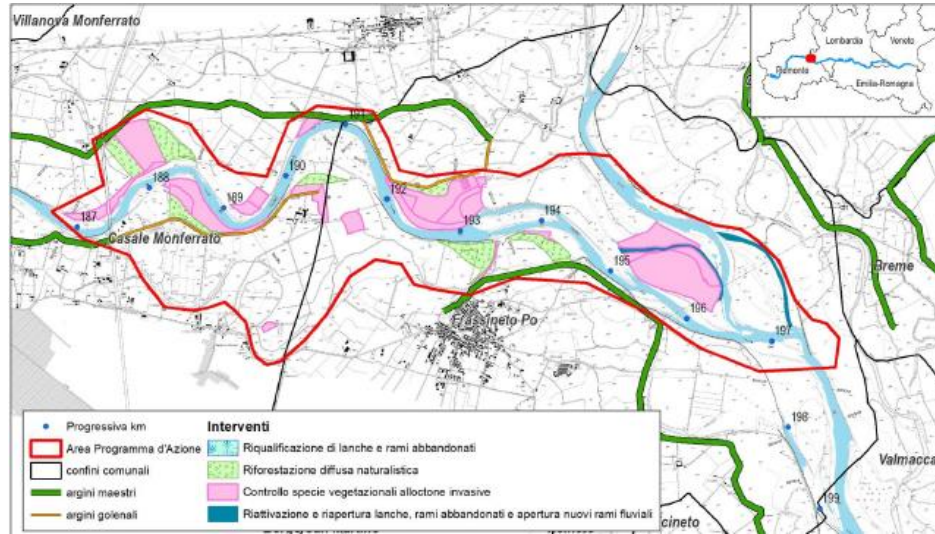 Villanova Monferrato
Lombardia
Veneto
Piemonte
Emilia-Romagna
191
190
188
189
192
187
193
194
Casale Monferrato
195
Breme
196
Frassineto Po
197
198
Valmacca
199
Progressiva km
Area Programma d'Azione
confini comunali
argini maestri
argini golenali
Interventi
Riqualificazione di lanche e rami abbandonati
Riforestazione diffusa naturalistica
Controllo specie vegetazionali alloctone invasive
Riattivazione e riapertura lanche, rami abbandonati e apertura nuovi rami fluviali
cineto